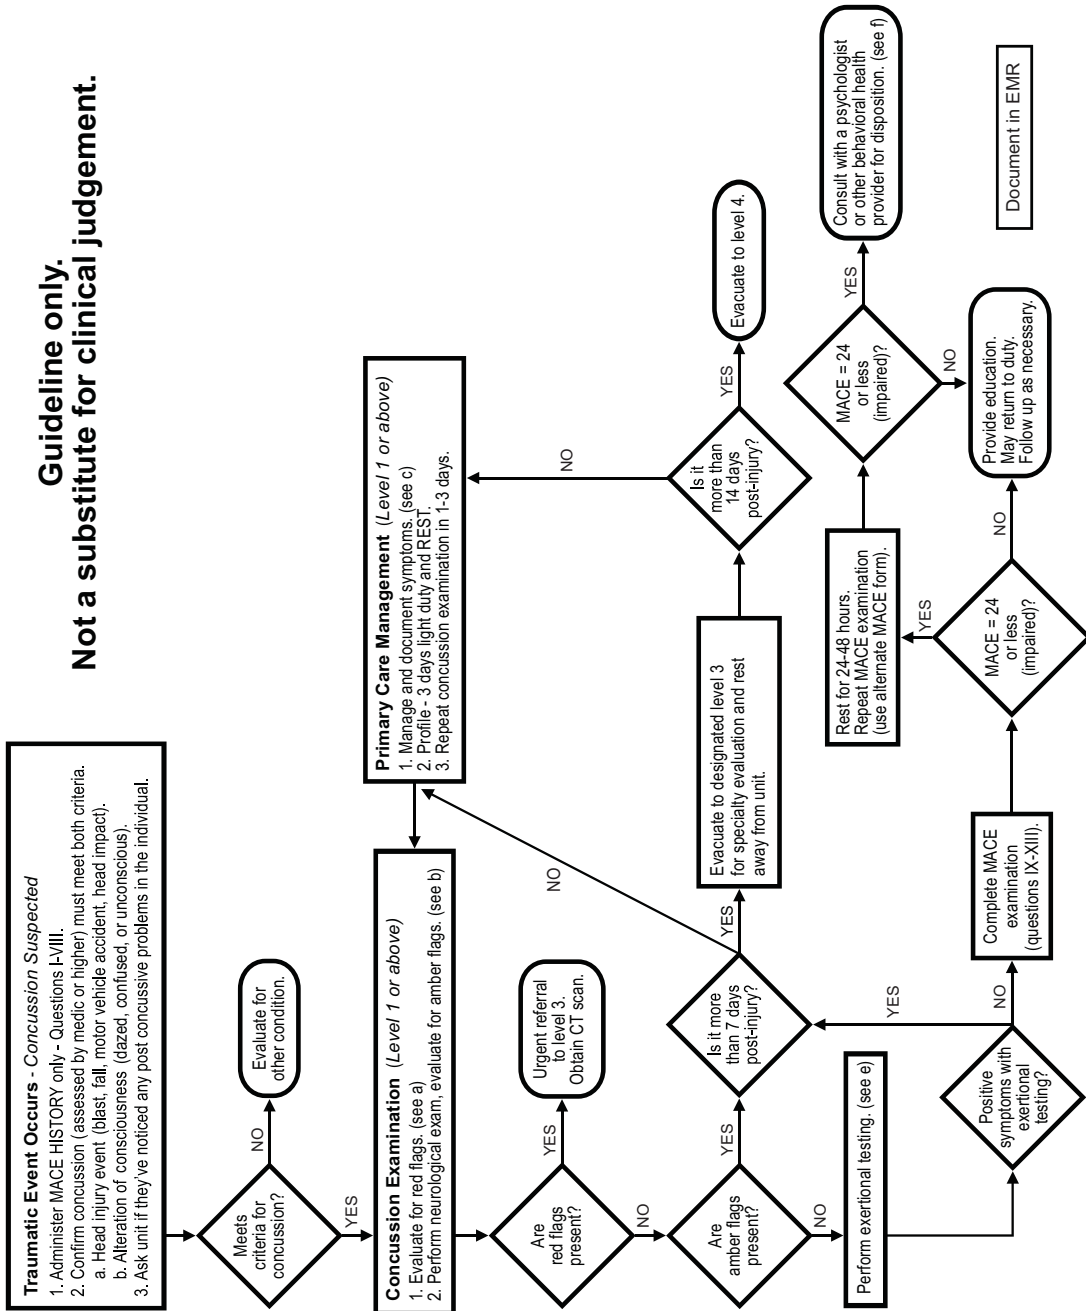 Guideline only.
Not a substitute for clinical judgement.
Traumatic Event Occurs - Concussion Suspected
1. Administer MACE HISTORY only - Questions I-VIII.
2. Confirm concussion (assessed by medic or higher) must meet both criteria.
a. Head injury event (blast, fall, motor vehicle accident, head impact).
b. Alteration of consciousness (dazed, confused, or unconscious).
3. Ask unit if they've noticed any post concussive problems in the individual.
Meets
criteria for
concussion?
NO
Evaluate for
other condition.
YES
Concussion Examination (Level 1 or above)
1. Evaluate for red flags. (see a)
2. Perform neurological exam, evaluate for amber flags. (see b)
Primary Care Management (Level 1 or above)
1. Manage and document symptoms. (see c)
2. Profile - 3 days light duty and REST.
3. Repeat concussion examination in 1-3 days.
Are
red flags
present?
YES
Urgent referral
to level 3.
Obtain CT scan.
NO
Are
amber flags
present?
YES
Is it more
than 7 days
post-injury?
NO
YES
Evacuate to designated level 3
for specialty evaluation and rest
away from unit.
Is it
more than
14 days
post-injury?
NO
YES
Evacuate to level 4.
NO
Perform exertional testing. (see e)
Positive
symptoms with
exertional
testing?
YES
NO
Complete MACE
examination
(questions IX-XIII).
MACE = 24
or less
(impaired)?
YES
Rest for 24-48 hours.
Repeat MACE examination
(use alternate MACE form).
MACE = 24
or less
(impaired)?
YES
Consult with a psychologist
or other behavioral health
provider for disposition. (see f)
NO
NO
Provide education.
May return to duty.
Follow up as necessary.
Document in EMR